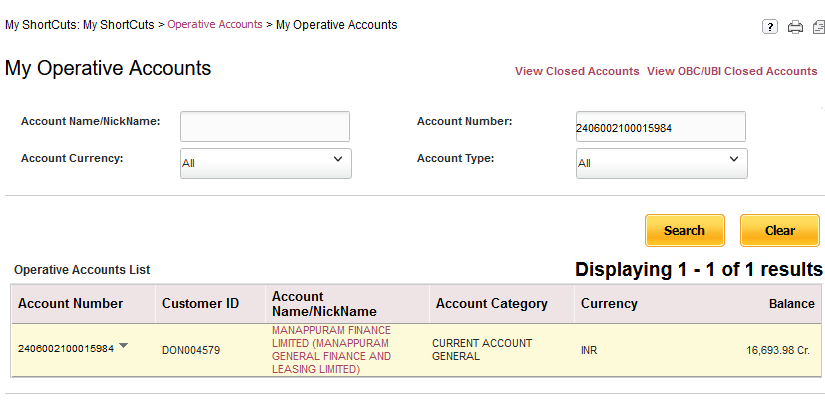 My ShortCuts: My ShortCuts > Operative Accounts > My Operative Accounts
?
My Operative Accounts
View Closed Accounts View OBC/UBI Closed Accounts
Account Name/NickName:
Account Number: 2406002100015984
Account Currency: All
Account Type: All
Search Clear
Operative Accounts List
Displaying 1 - 1 of 1 results
Account Number Customer ID Account Name/NickName Account Category Currency Balance
2406002100015984 DON004579 MANAPPURAM FINANCE LIMITED (MANAPPURAM GENERAL FINANCE AND LEASING LIMITED) CURRENT ACCOUNT GENERAL INR 16,693.98 Cr.